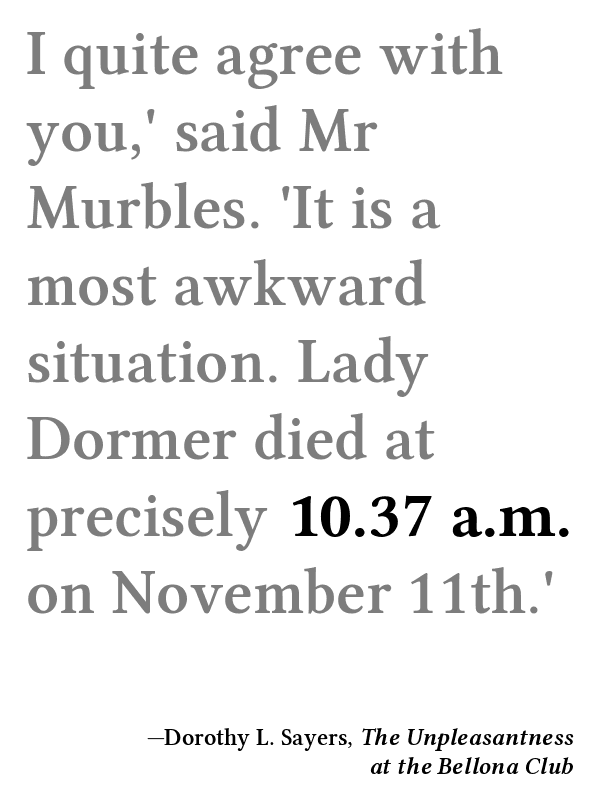 I quite agree with
you,' said Mr
Murbles. 'It is a
most awkward
situation. Lady
Dormer died at
precisely 10.37 a.m.
on November 11th.'
—Dorothy L. Sayers, The Unpleasantness
at the Bellona Club